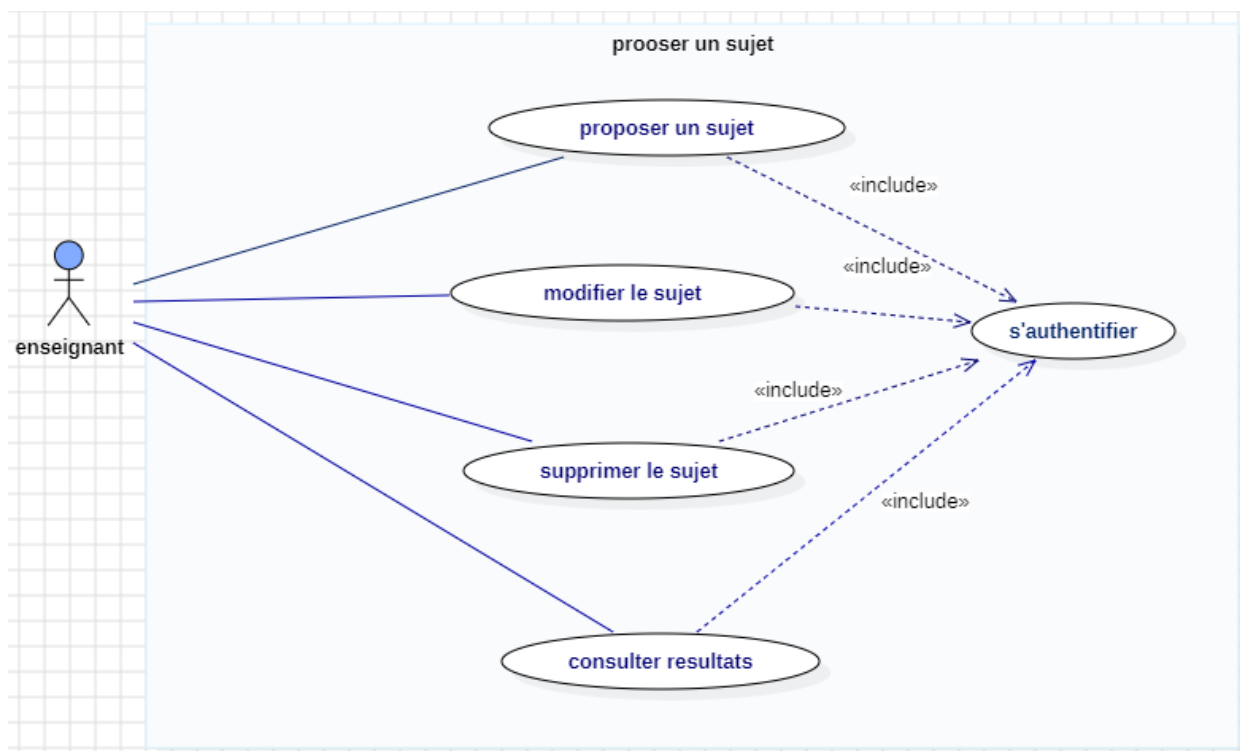 prooser un sujet
proposer un sujet
«include»
«include»
modifier le sujet
s'authentifier
enseignant
«include»
supprimer le sujet
«include»
consulter resultats